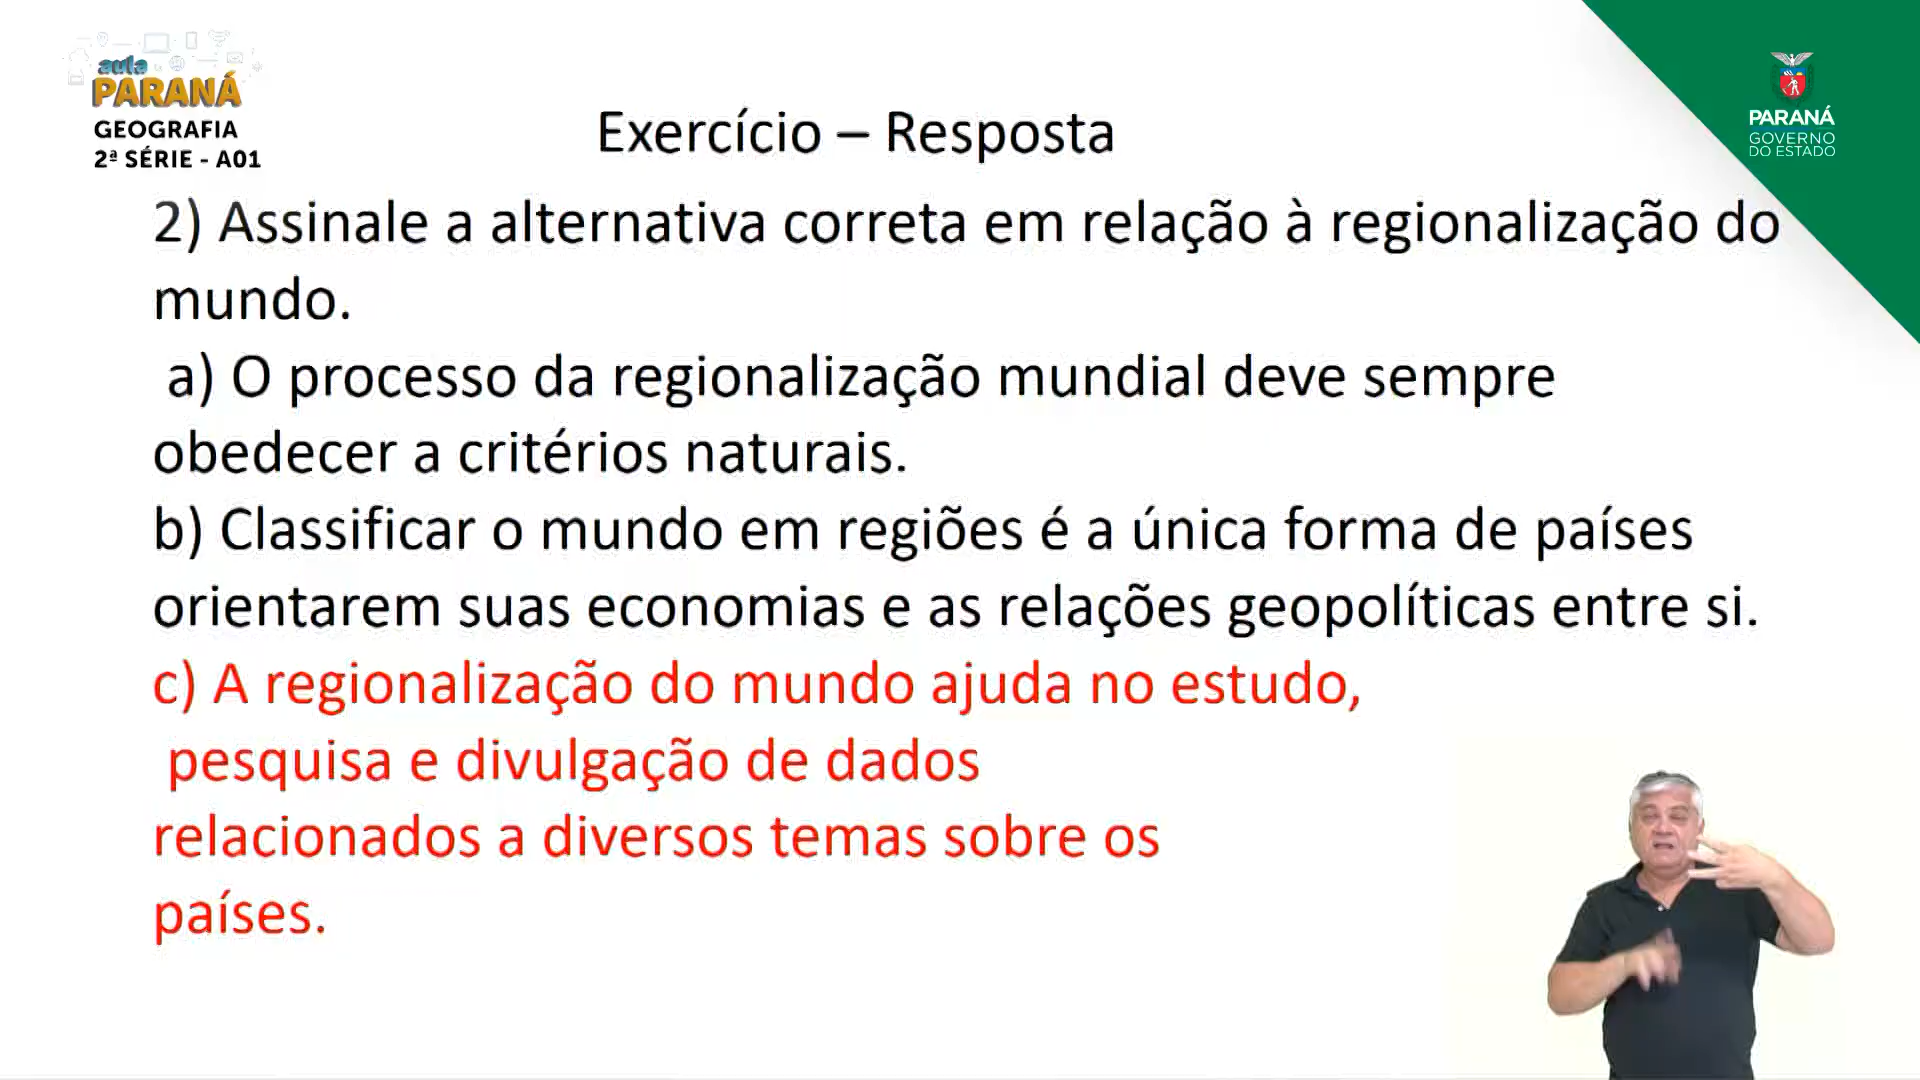 aula
PARANÁ
GEOGRAFIA
2ª SÉRIE - A01
PARANÁ
GOVERNO
DO ESTADO
Exercício – Resposta
2) Assinale a alternativa correta em relação à regionalização do
mundo.
a) O processo da regionalização mundial deve sempre
obedecer a critérios naturais.
b) Classificar o mundo em regiões é a única forma de países
orientarem suas economias e as relações geopolíticas entre si.
c) A regionalização do mundo ajuda no estudo,
pesquisa e divulgação de dados
relacionados a diversos temas sobre os
países.